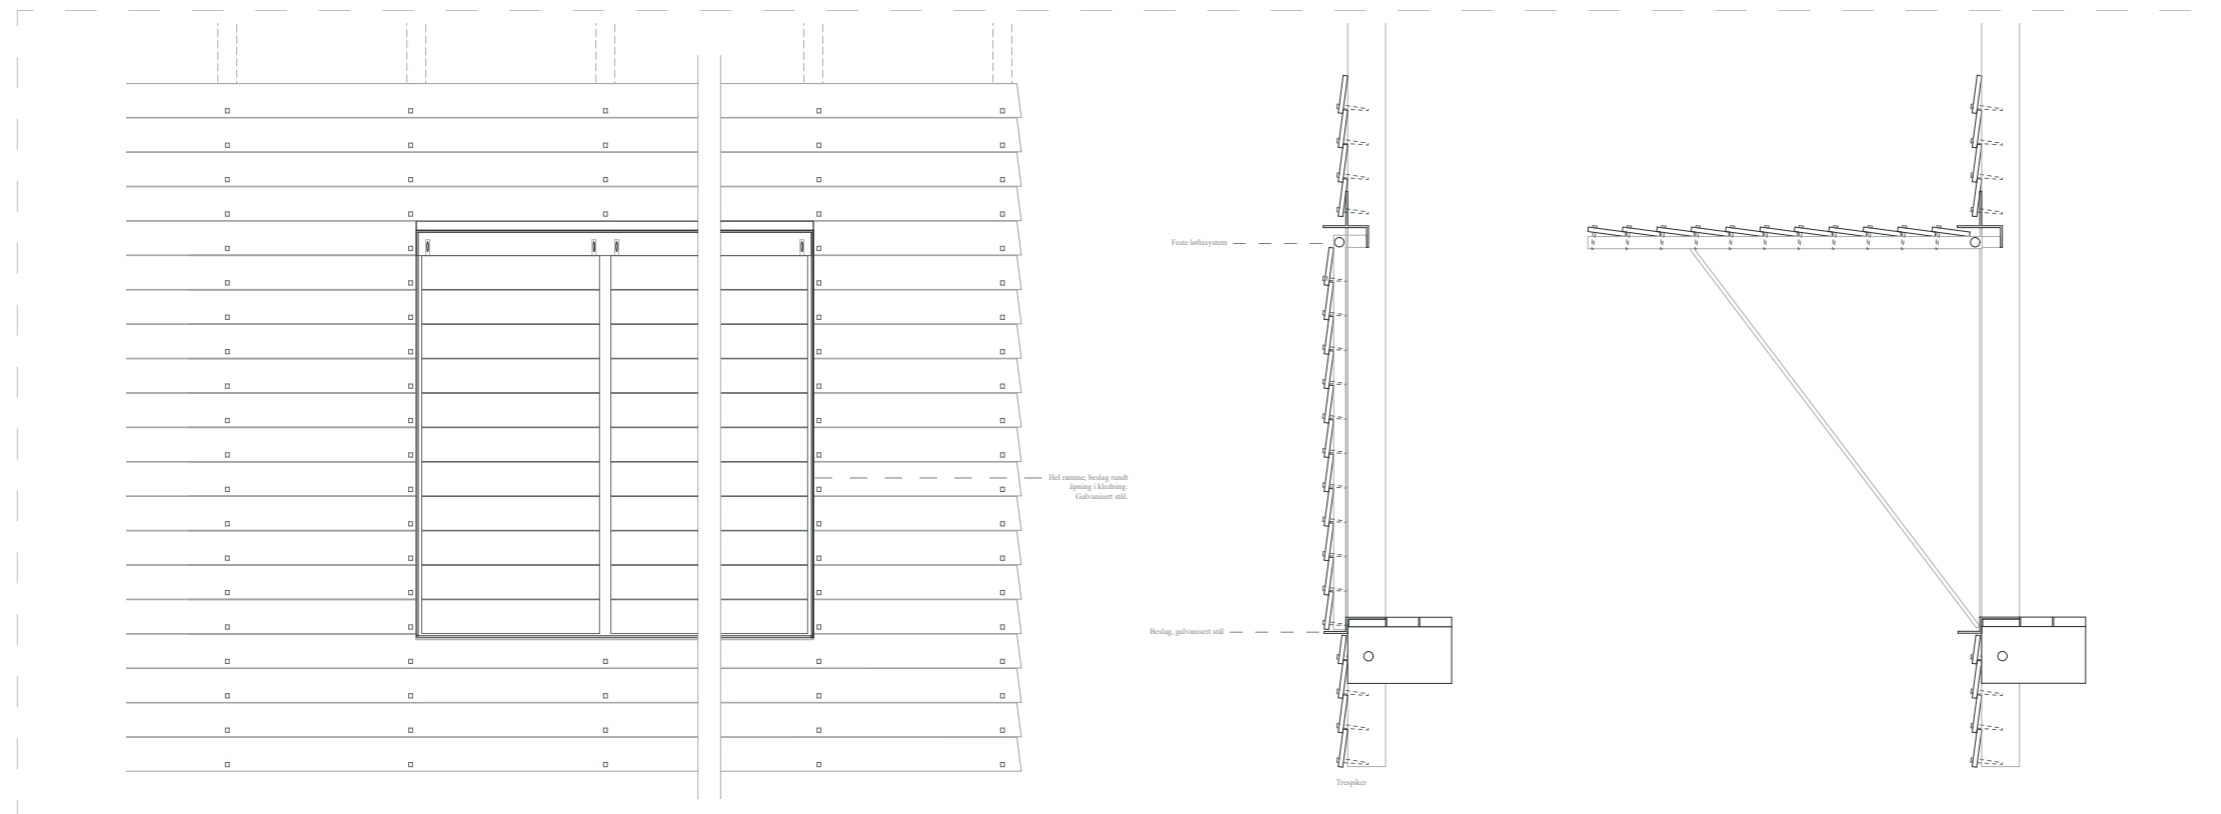 Feste løftesystem
Hel ramme, beslag rundt
åpning i kledning.
Galvanisert stål.
Beslag, galvanisert stål
Trespiker